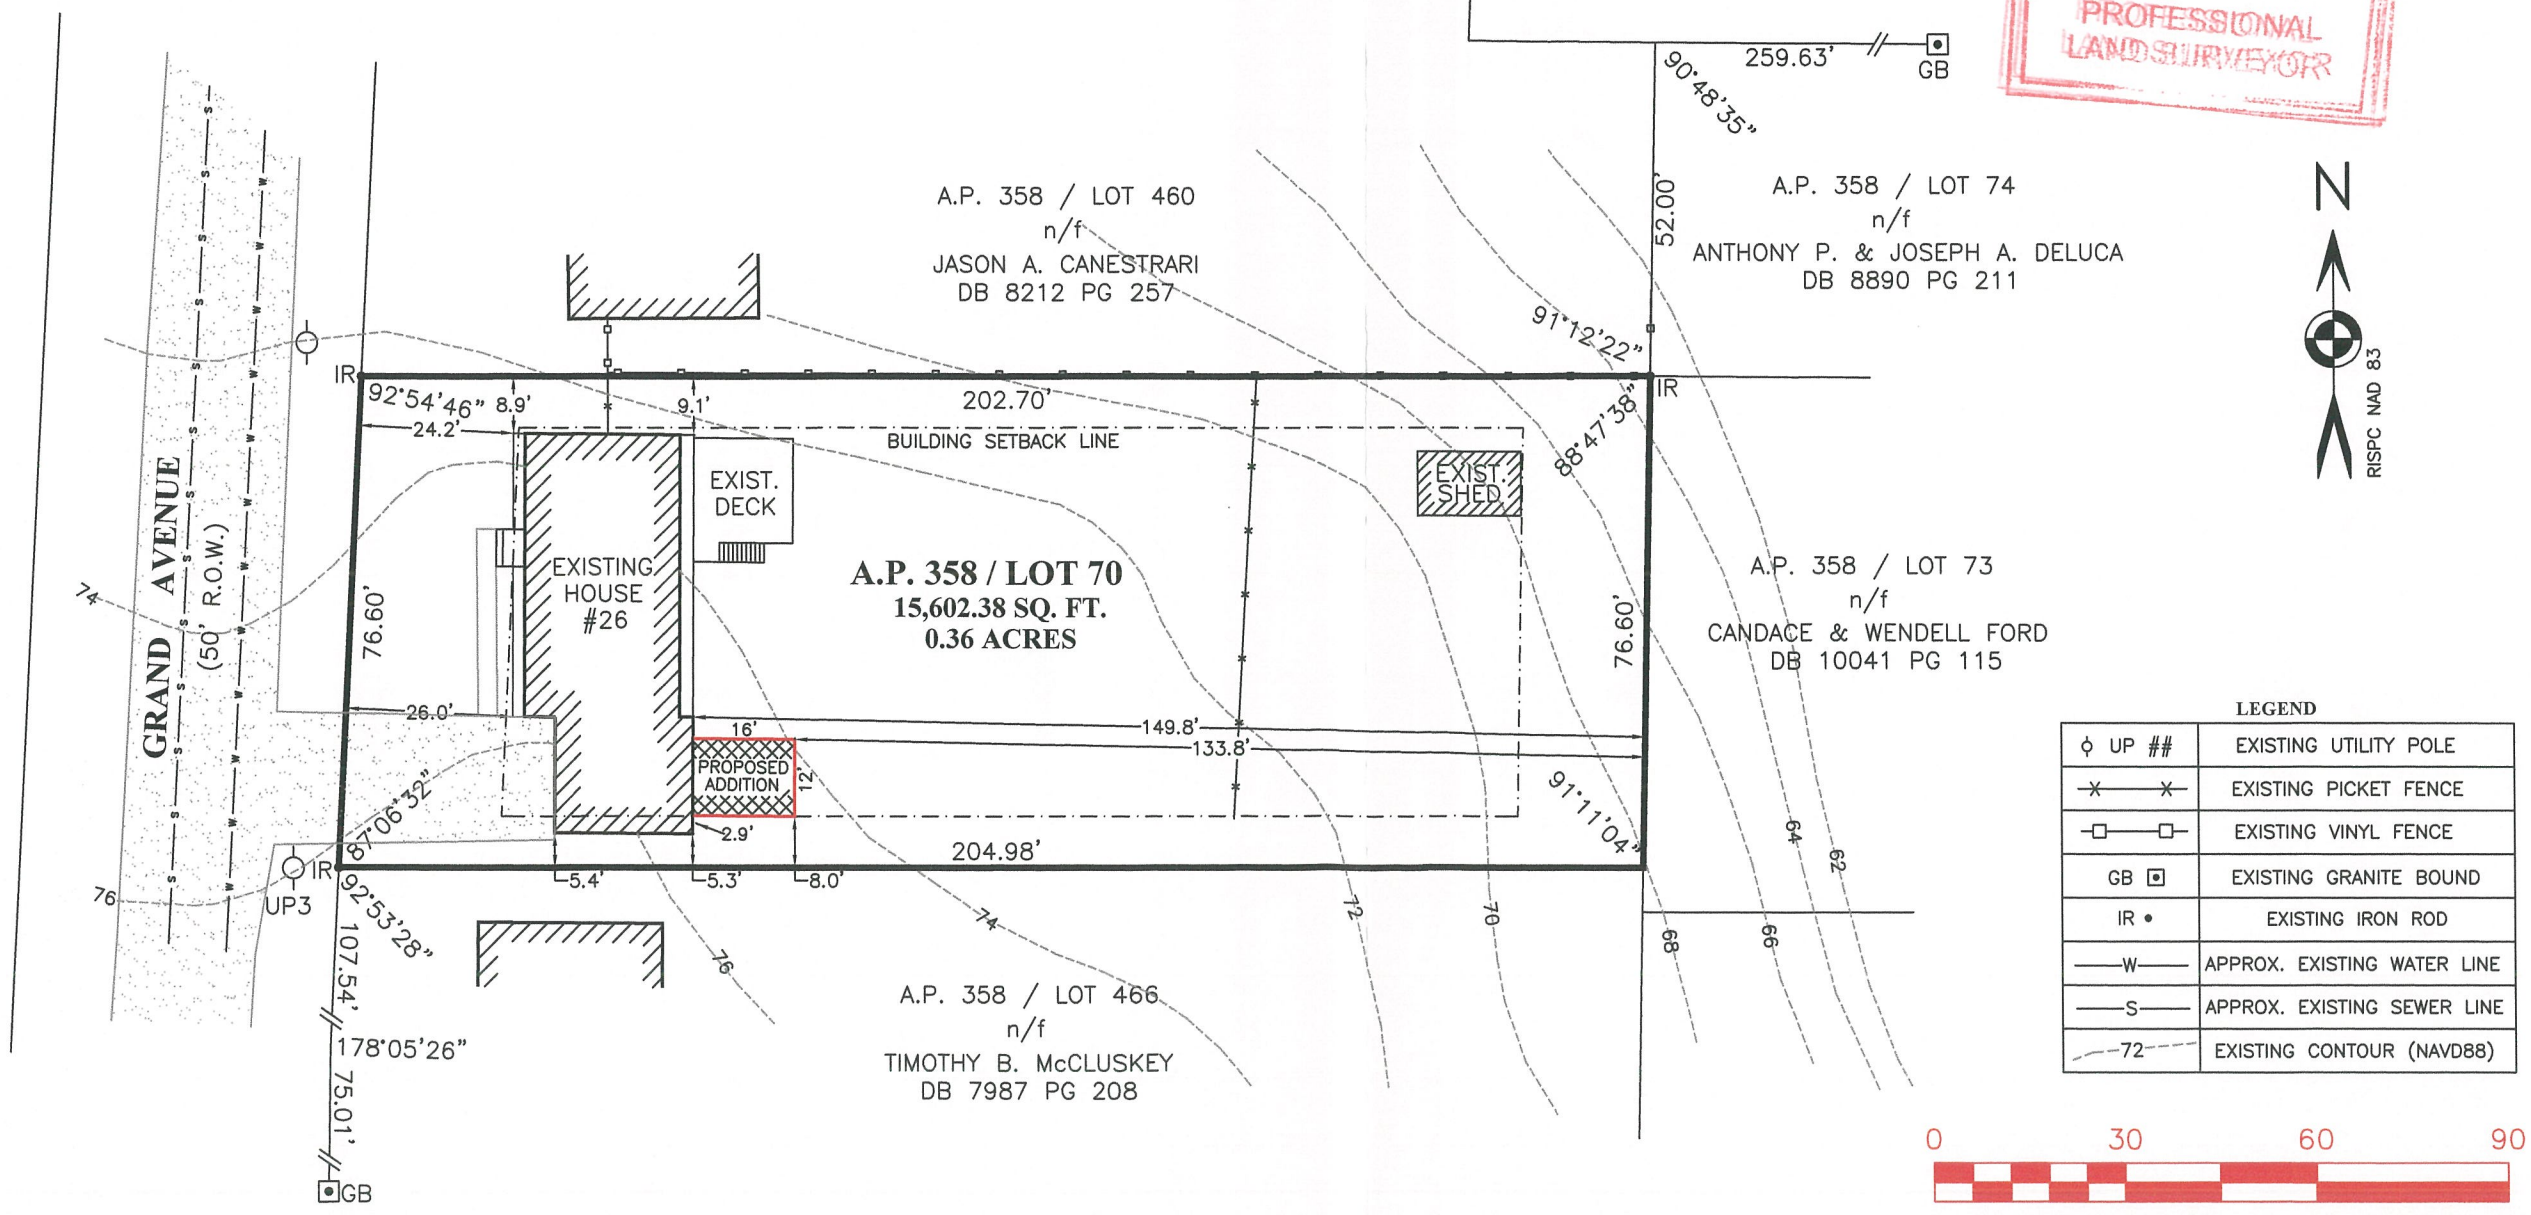 PROFESSIONAL
LAND SURVEYOR
259.63'
GB
90°48'35"
52.00'
A.P. 358 / LOT 460
n/f
JASON A. CANESTRARI
DB 8212 PG 257
A.P. 358 / LOT 74
n/f
ANTHONY P. & JOSEPH A. DELUCA
DB 8890 PG 211
N
RISPC NAD 83
91°12'22"
IR
IR
92°54'46"
8.9'
9.1'
202.70'
88°47'38"
24.2'
BUILDING SETBACK LINE
EXIST.
DECK
EXIST.
SHED
GRAND AVENUE
(50' R.O.W.)
74
76.60'
EXISTING
HOUSE
#26
A.P. 358 / LOT 70
15,602.38 SQ. FT.
0.36 ACRES
76.60'
A.P. 358 / LOT 73
n/f
CANDACE & WENDELL FORD
DB 10041 PG 115
26.0'
16'
149.8'
133.8'
PROPOSED
ADDITION
12'
91°11'04"
87°06'32"
2.9'
204.98'
IR
5.4'
5.3'
8.0'
76
UP3
92°53'28"
107.54'
178°05'26"
75.01'
GB
76
74
72
70
68
66
64
62
A.P. 358 / LOT 466
n/f
TIMOTHY B. McCLUSKEY
DB 7987 PG 208
LEGEND
UP ## EXISTING UTILITY POLE
X X EXISTING PICKET FENCE
EXISTING VINYL FENCE
GB EXISTING GRANITE BOUND
IR EXISTING IRON ROD
W APPROX. EXISTING WATER LINE
S APPROX. EXISTING SEWER LINE
72 EXISTING CONTOUR (NAVD88)
0 30 60 90